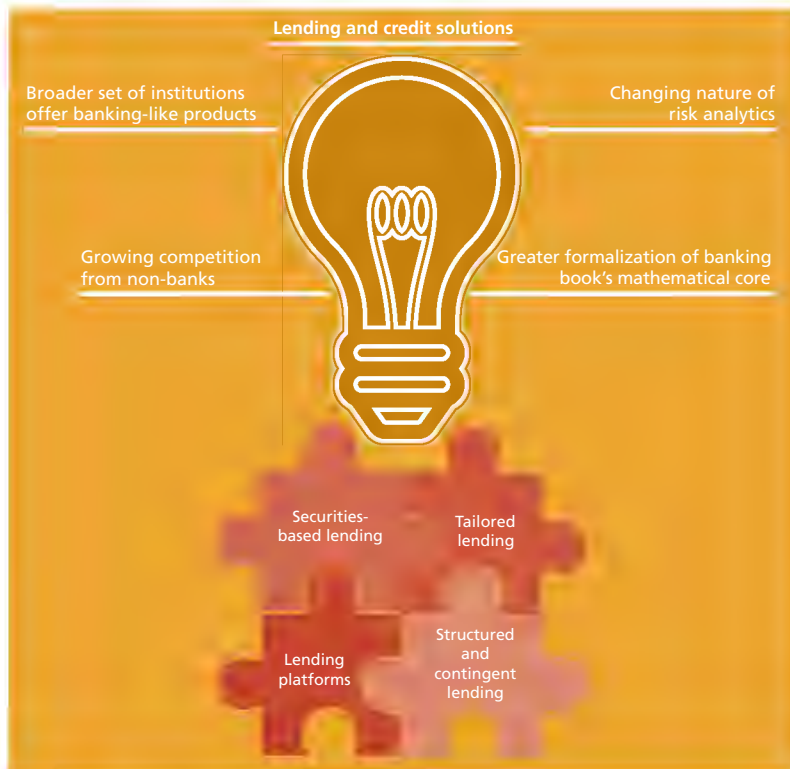 Lending and credit solutions
Broader set of institutions
offer banking-like products
Changing nature of
risk analytics
Growing competition
from non-banks
Greater formalization of banking
book's mathematical core
Securities-
based lending
Tailored
lending
Lending
platforms
Structured
and
contingent
lending